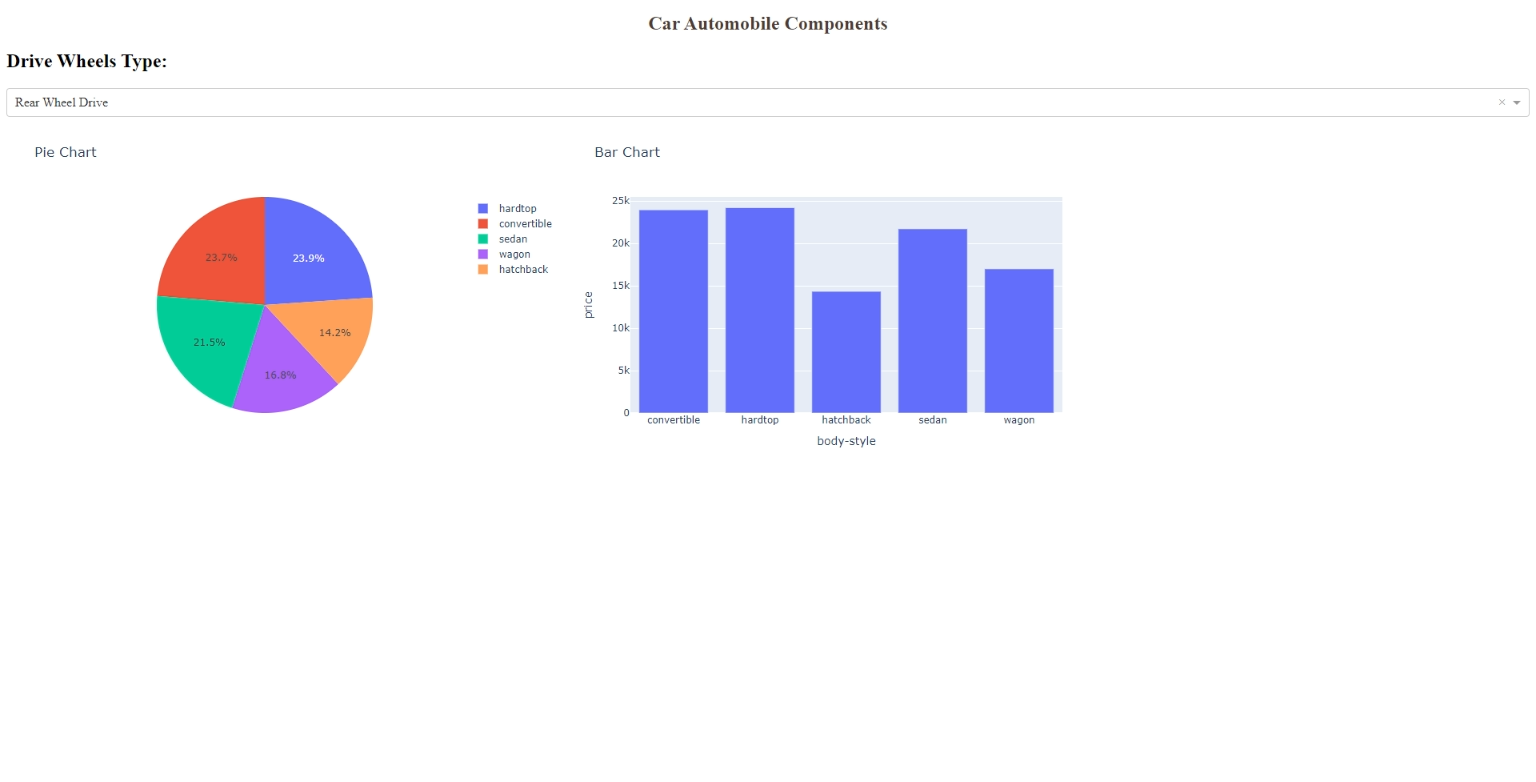 Car Automobile Components
Drive Wheels Type:
Rear Wheel Drive
×
Pie Chart
23.9%
23.7%
14.2%
21.5%
16.8%
hardtop
convertible
sedan
wagon
hatchback
Bar Chart
25k
20k
15k
10k
5k
0
price
convertible hardtop hatchback sedan wagon
body-style